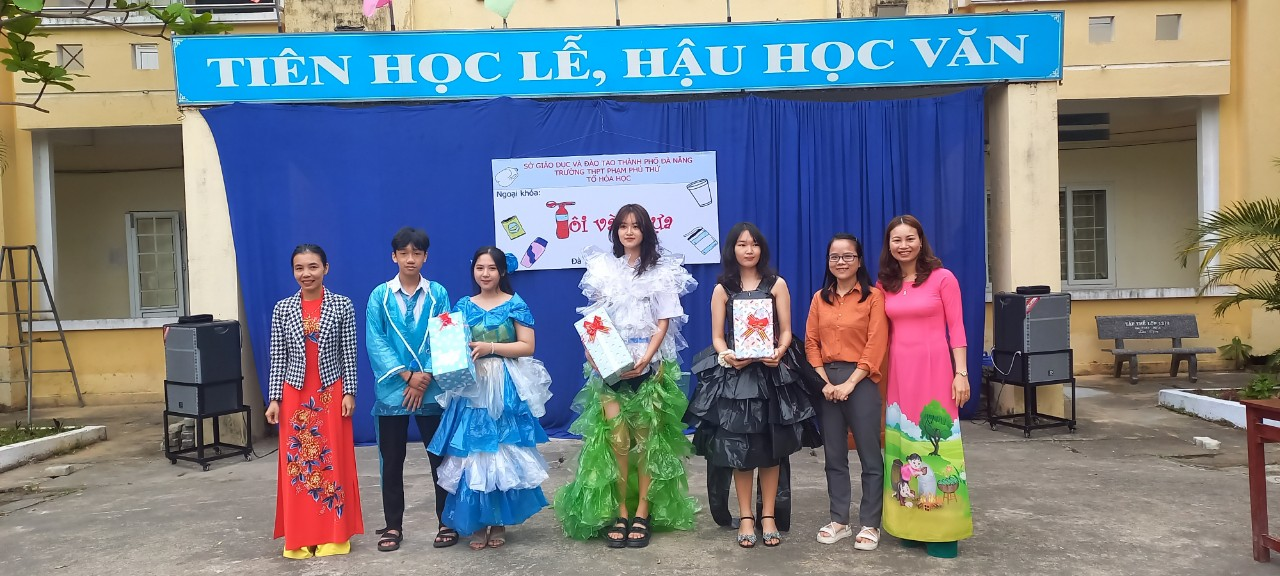 TIÊN HỌC LỄ, HẬU HỌC VĂN
SỞ GIÁO DỤC VÀ ĐÀO TẠO THÀNH PHỐ ĐÀ NẴNG
TRƯỜNG THPT PHẠM PHÚ THỨ
TỔ HÓA HỌC
Ngoại khóa: